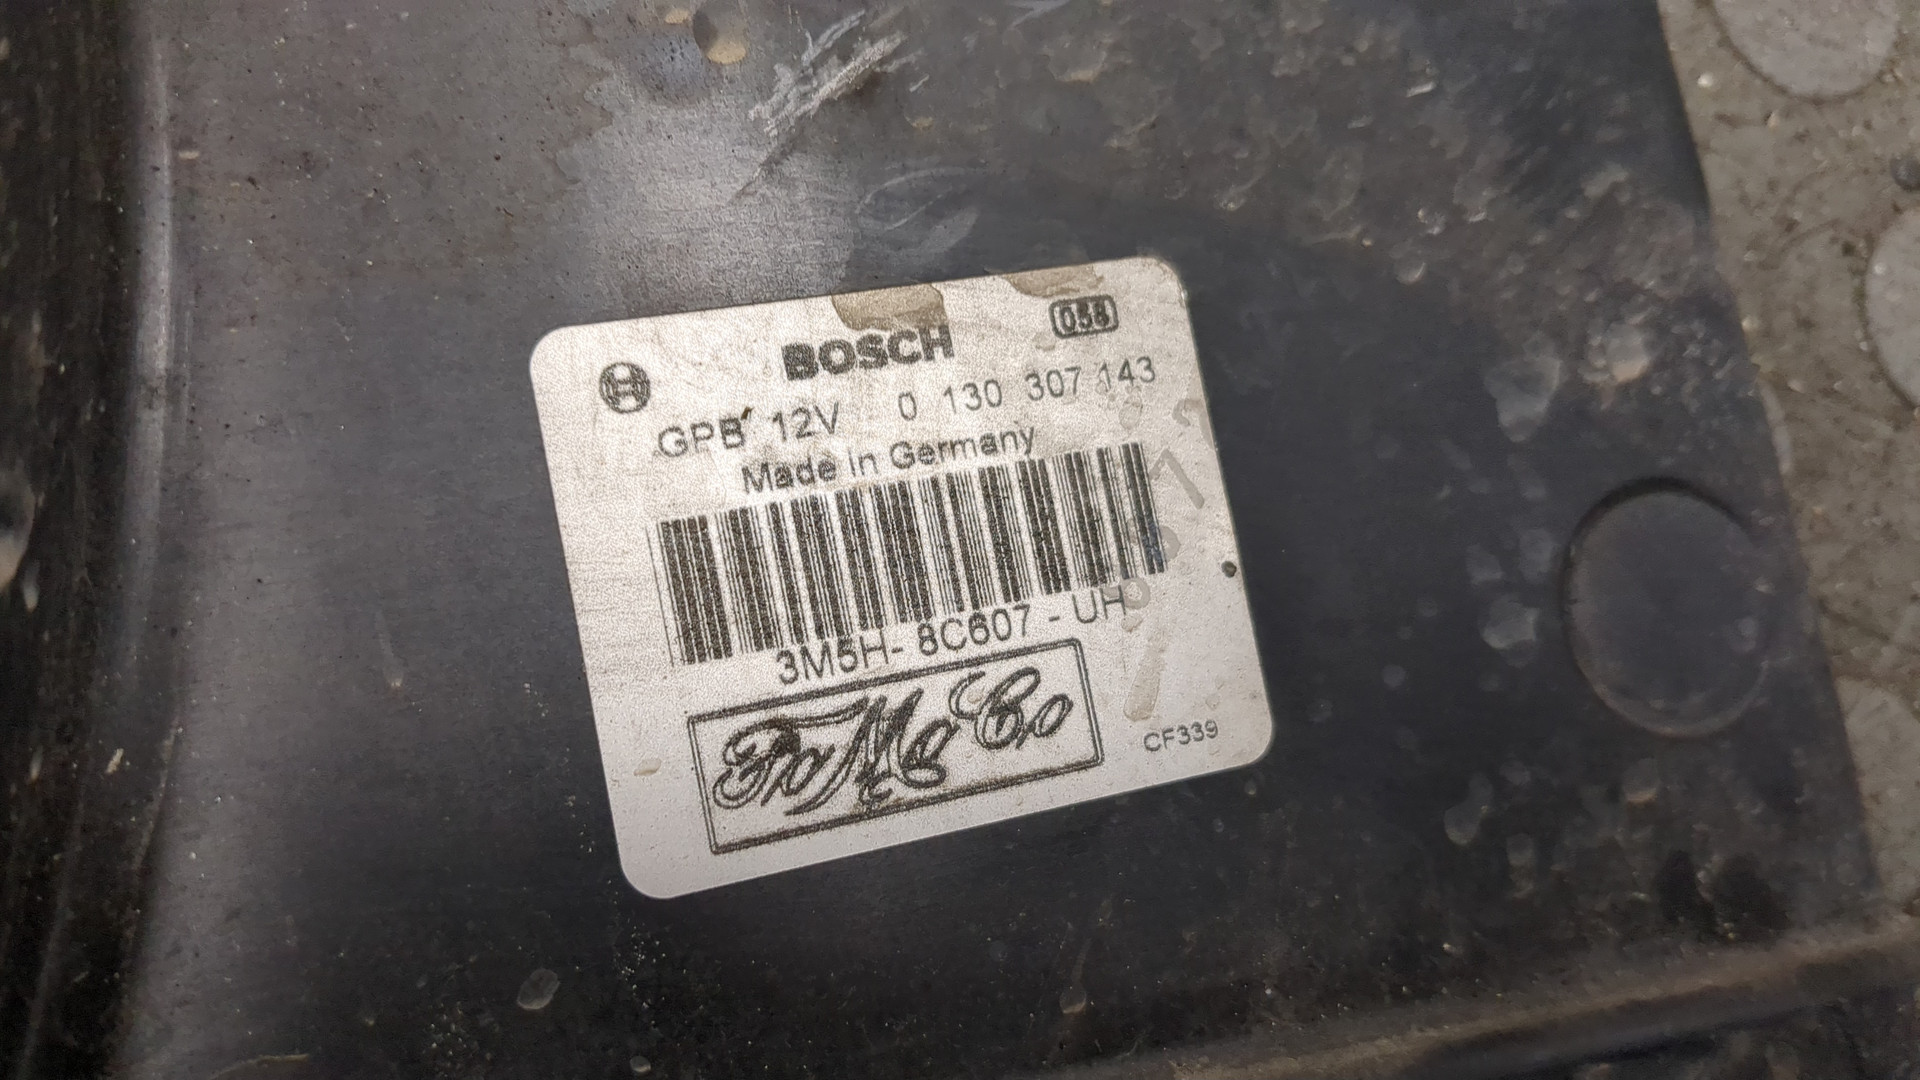 BOSCH
058
GPB 12V 0 130 307 143
Made in Germany
3M5H- 8C607 - UH
FoMoCo
CF339